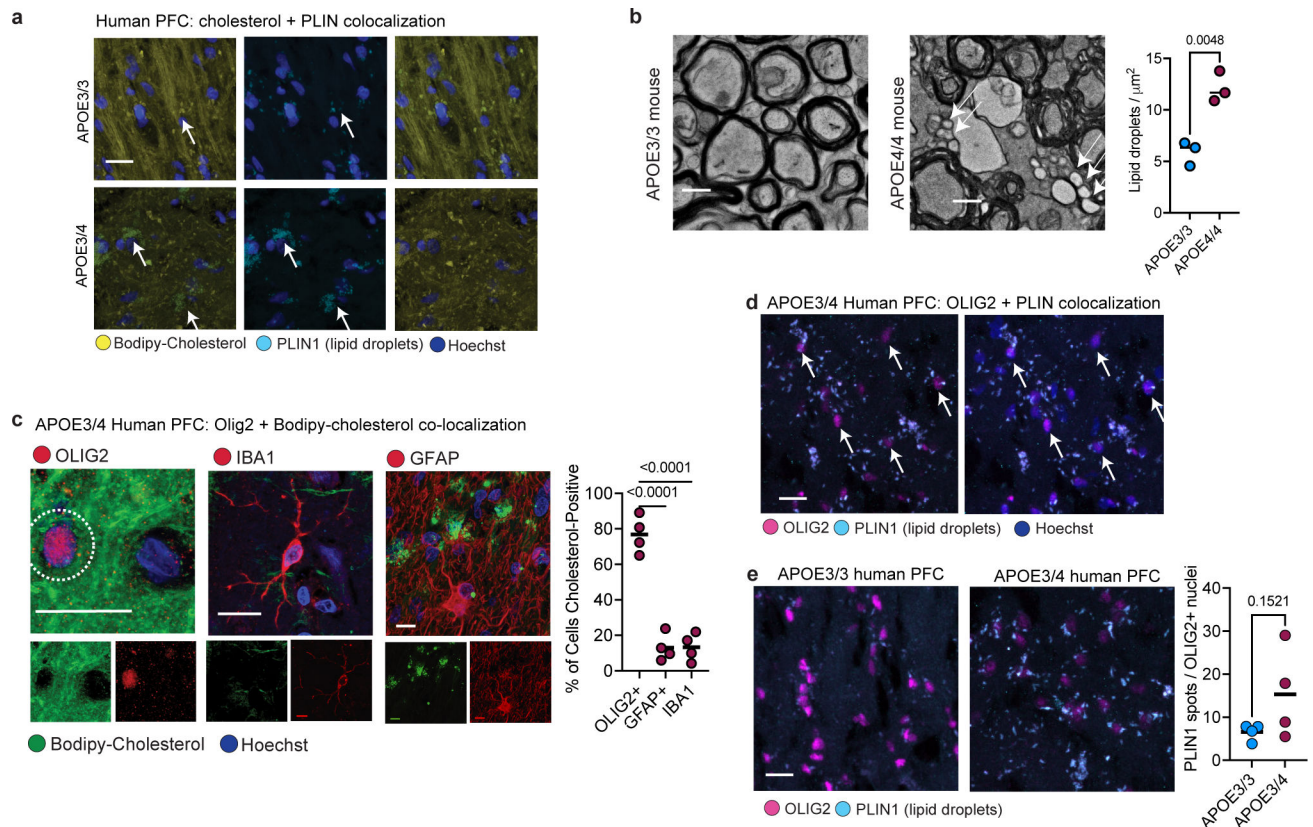 a
Human PFC: cholesterol + PLIN colocalization
APOE3/3
APOE3/4
Bodipy-Cholesterol PLIN1 (lipid droplets) Hoechst
b
APOE3/3 mouse
APOE4/4 mouse
Lipid droplets / μm²
0.0048
15
10
5
0
APOE3/3
APOE4/4
c
APOE3/4 Human PFC: Olig2 + Bodipy-cholesterol co-localization
OLIG2 IBA1 GFAP
Bodipy-Cholesterol Hoechst
% of Cells Cholesterol-Positive
<0.0001
<0.0001
100
80
60
40
20
0
OLIG2+
GFAP+
IBA1
d APOE3/4 Human PFC: OLIG2 + PLIN colocalization
OLIG2 PLIN1 (lipid droplets) Hoechst
e
APOE3/3 human PFC APOE3/4 human PFC
OLIG2 PLIN1 (lipid droplets)
PLIN1 spots / OLIG2+ nuclei
0.1521
40
30
20
10
0
APOE3/3
APOE3/4